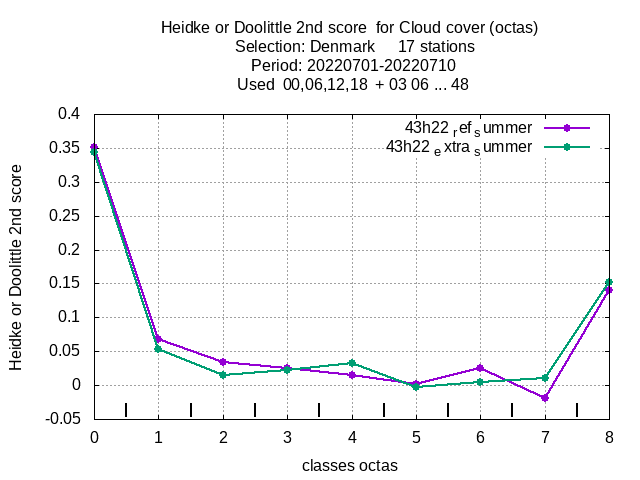 Heidke or Doolittle 2nd score for Cloud cover (octas)
Selection: Denmark 17 stations
Period: 20220701-20220710
Used 00,06,12,18 + 03 06 ... 48
43h22 ref summer
43h22 extra summer
Heidke or Doolittle 2nd score
0.4
0.35
0.3
0.25
0.2
0.15
0.1
0.05
0
-0.05
0 1 2 3 4 5 6 7 8
classes octas